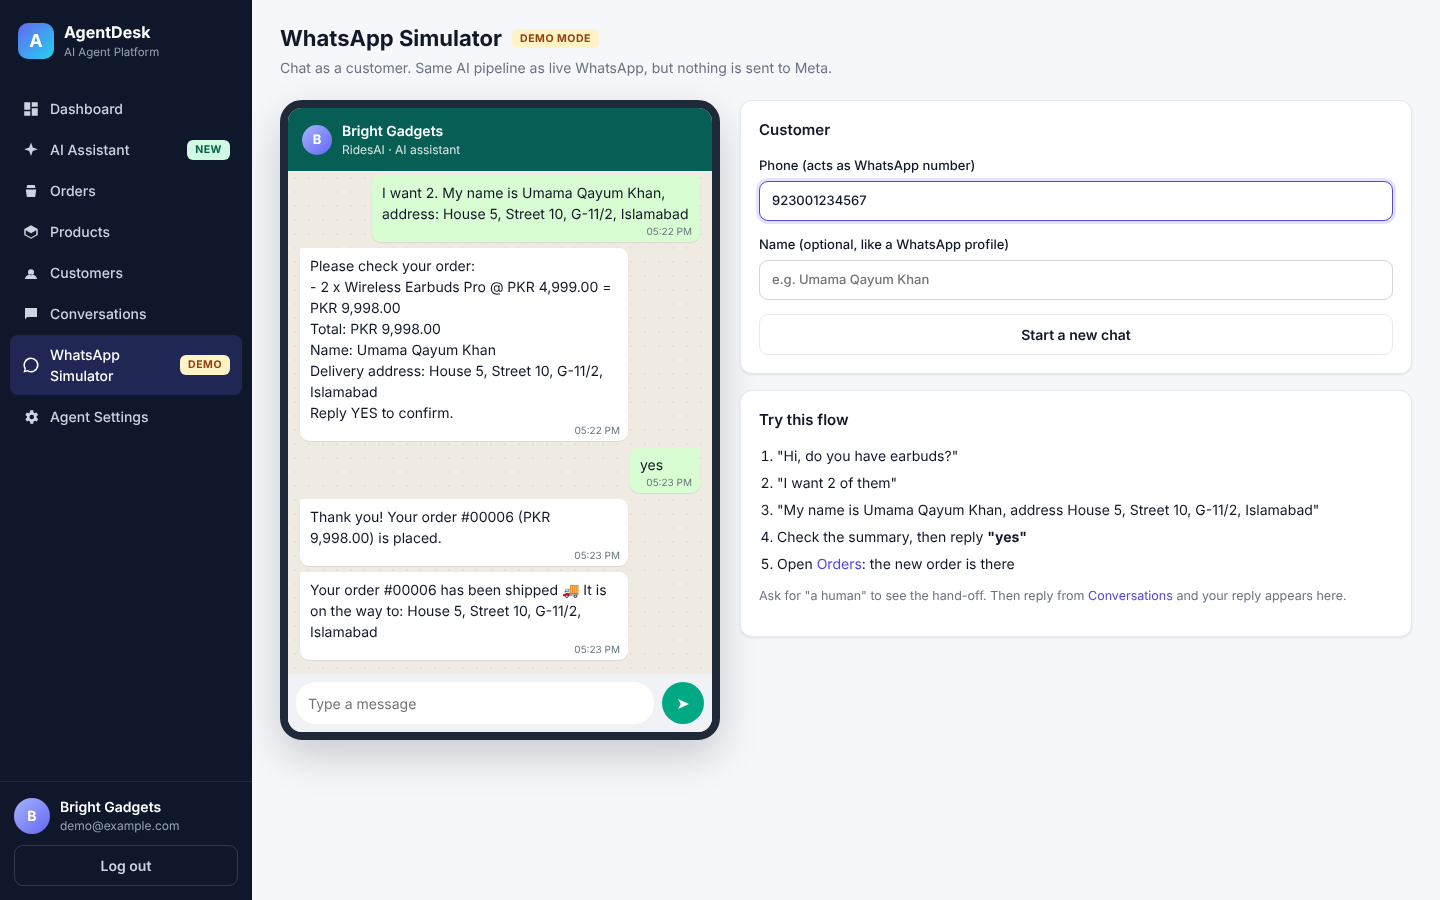 A
AgentDesk
AI Agent Platform
Dashboard
AI Assistant
NEW
Orders
Products
Customers
Conversations
WhatsApp
Simulator
DEMO
Agent Settings
B
Bright Gadgets
demo@example.com
Log out
WhatsApp Simulator
DEMO MODE
Chat as a customer. Same AI pipeline as live WhatsApp, but nothing is sent to Meta.
B
Bright Gadgets
RidesAI · AI assistant
I want 2. My name is Umama Qayum Khan,
address: House 5, Street 10, G-11/2, Islamabad
05:22 PM
Please check your order:
- 2 x Wireless Earbuds Pro @ PKR 4,999.00 =
PKR 9,998.00
Total: PKR 9,998.00
Name: Umama Qayum Khan
Delivery address: House 5, Street 10, G-11/2,
Islamabad
Reply YES to confirm.
05:22 PM
yes
05:23 PM
Thank you! Your order #00006 (PKR
9,998.00) is placed.
05:23 PM
Your order #00006 has been shipped 🚚 It is
on the way to: House 5, Street 10, G-11/2,
Islamabad
05:23 PM
Type a message
Customer
Phone (acts as WhatsApp number)
923001234567
Name (optional, like a WhatsApp profile)
e.g. Umama Qayum Khan
Start a new chat
Try this flow
1. "Hi, do you have earbuds?"
2. "I want 2 of them"
3. "My name is Umama Qayum Khan, address House 5, Street 10, G-11/2, Islamabad"
4. Check the summary, then reply "yes"
5. Open Orders: the new order is there
Ask for "a human" to see the hand-off. Then reply from Conversations and your reply appears here.